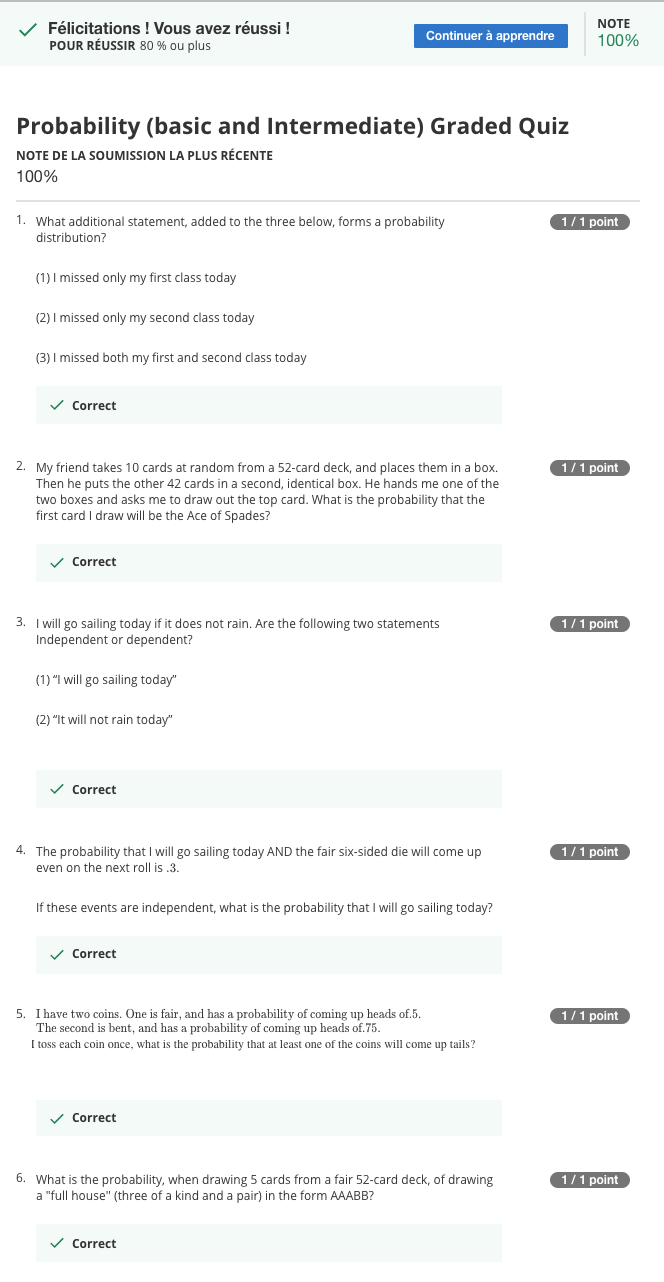 Félicitations ! Vous avez réussi !
POUR RÉUSSIR 80 % ou plus
Continuer à apprendre
NOTE
100%
Probability (basic and Intermediate) Graded Quiz
NOTE DE LA SOUMISSION LA PLUS RÉCENTE
100%
1. What additional statement, added to the three below, forms a probability
distribution?
1 / 1 point
(1) I missed only my first class today
(2) I missed only my second class today
(3) I missed both my first and second class today
Correct
2. My friend takes 10 cards at random from a 52-card deck, and places them in a box.
Then he puts the other 42 cards in a second, identical box. He hands me one of the
two boxes and asks me to draw out the top card. What is the probability that the
first card I draw will be the Ace of Spades?
1 / 1 point
Correct
3. I will go sailing today if it does not rain. Are the following two statements
Independent or dependent?
1 / 1 point
(1) “I will go sailing today”
(2) “It will not rain today”
Correct
4. The probability that I will go sailing today AND the fair six-sided die will come up
even on the next roll is .3.
1 / 1 point
If these events are independent, what is the probability that I will go sailing today?
Correct
5. I have two coins. One is fair, and has a probability of coming up heads of.5.
The second is bent, and has a probability of coming up heads of.75.
I toss each coin once, what is the probability that at least one of the coins will come up tails?
1 / 1 point
Correct
6. What is the probability, when drawing 5 cards from a fair 52-card deck, of drawing
a "full house" (three of a kind and a pair) in the form AAABB?
1 / 1 point
Correct